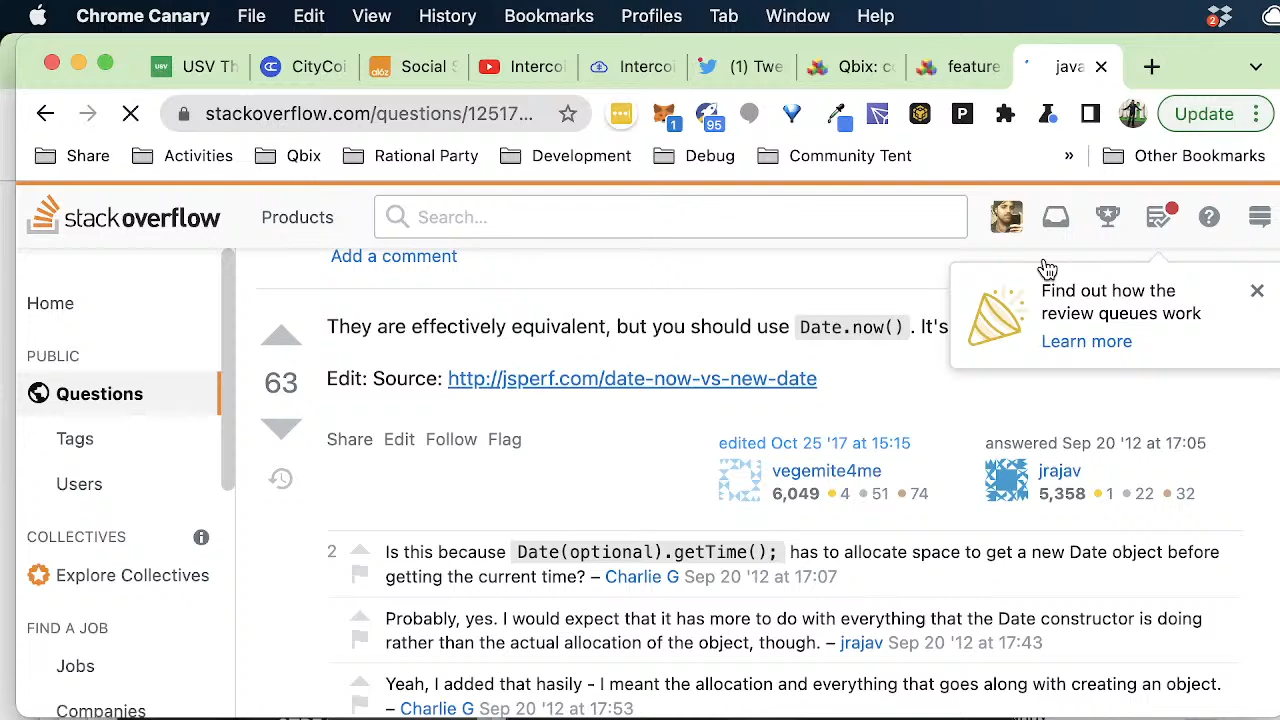 Chrome Canary File Edit View History Bookmarks Profiles Tab Window Help 2
USV Th CityCoi Social S Intercoi Intercoi (1) Twe Qbix: co feature java
stackoverflow.com/questions/12517... 1 95 P Update
Share Activities Qbix Rational Party Development Debug Community Tent » Other Bookmarks
stackoverflow Products Search...
Add a comment
Find out how the
review queues work
Learn more
Home
PUBLIC
Questions
Tags
Users
COLLECTIVES
Explore Collectives
FIND A JOB
Jobs
Companies
They are effectively equivalent, but you should use Date.now(). It's
63
Edit: Source: http://jsperf.com/date-now-vs-new-date
Share Edit Follow Flag
edited Oct 25 '17 at 15:15
vegemite4me
6,049 4 51 74
answered Sep 20 '12 at 17:05
jrajav
5,358 1 22 32
2 Is this because Date(optional).getTime(); has to allocate space to get a new Date object before
getting the current time? – Charlie G Sep 20 '12 at 17:07
Probably, yes. I would expect that it has more to do with everything that the Date constructor is doing
rather than the actual allocation of the object, though. – jrajav Sep 20 '12 at 17:43
Yeah, I added that hasily - I meant the allocation and everything that goes along with creating an object.
– Charlie G Sep 20 '12 at 17:53